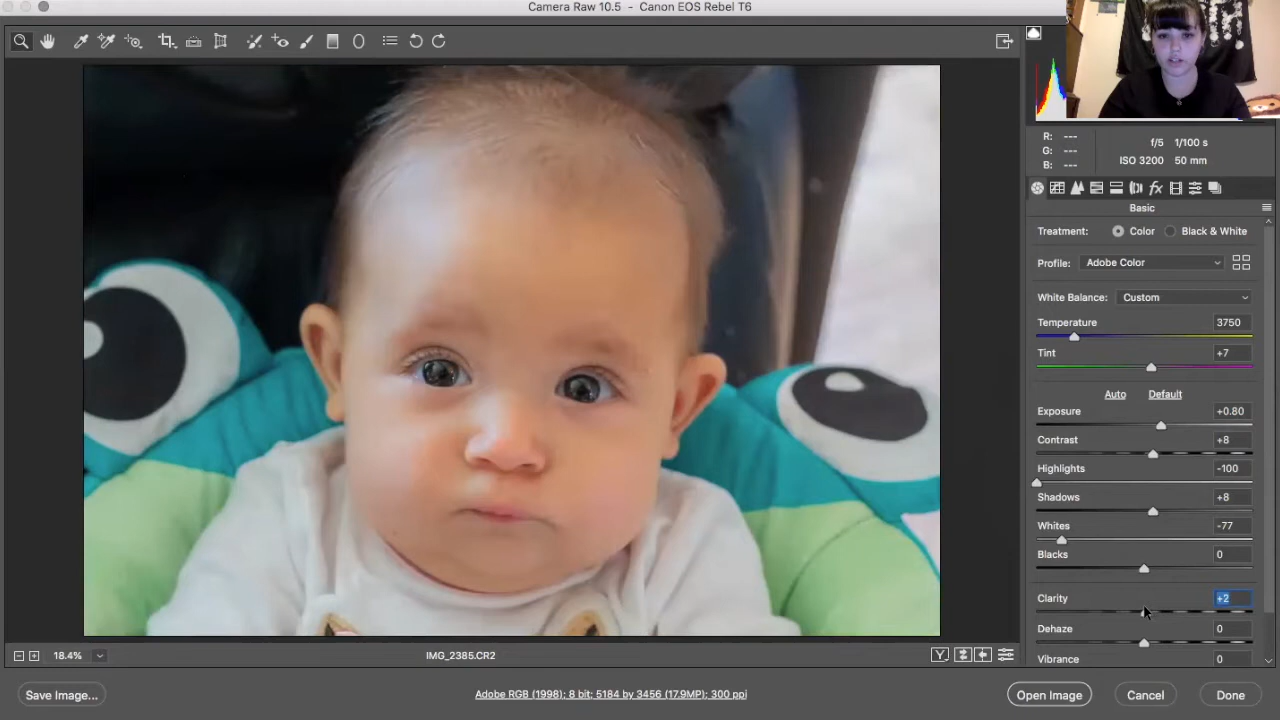 Camera Raw 10.5 - Canon EOS Rebel T6
R: ---
G: ---
B: ---
f/5 1/100 s
ISO 3200 50 mm
Basic
Treatment: Color Black & White
Profile: Adobe Color
White Balance: Custom
Temperature 3750
Tint +7
Auto Default
Exposure +0.80
Contrast +8
Highlights -100
Shadows +8
Whites -77
Blacks 0
Clarity +2
Dehaze 0
Vibrance 0
18.4% IMG_2385.CR2 Y
Save Image... Adobe RGB (1998); 8 bit; 5184 by 3456 (17.9MP); 300 ppi Open Image Cancel Done